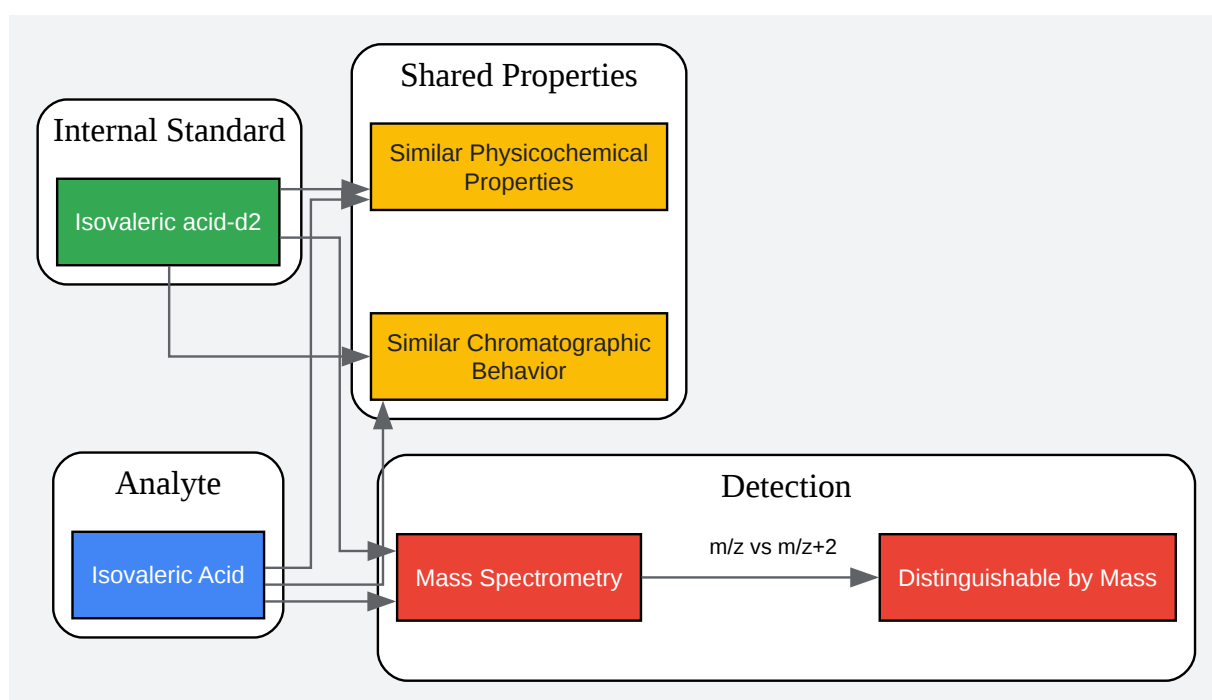 Shared Properties
Internal Standard
Similar Physicochemical
Properties
Isovaleric acid-d2
Similar Chromatographic
Behavior
Analyte
Detection
m/z vs m/z+2
Isovaleric Acid
Mass Spectrometry
Distinguishable by Mass